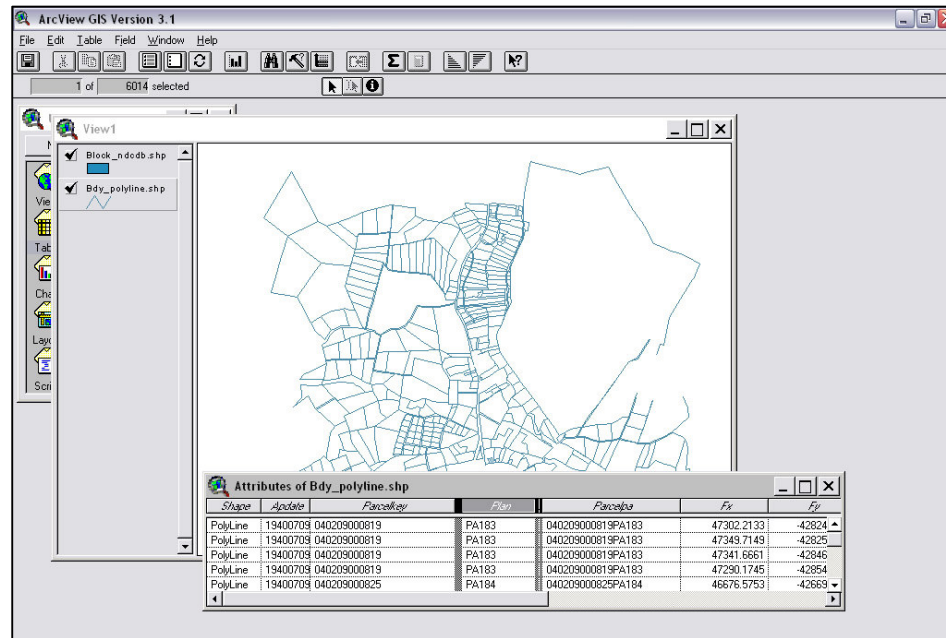 ArcView GIS Version 3.1
File Edit Table Field Window Help
1 of 6014 selected
View1
Block_ndcdb.shp
Bdy_polyline.shp
Vie
Tab
Cha
Layo
Scri
Attributes of Bdy_polyline.shp
Shape Apdate Parcelkey Plan Parcelpa Fx Fy
PolyLine 19400709 040209000819 PA183 040209000819PA183 47302.2133 -42824
PolyLine 19400709 040209000819 PA183 040209000819PA183 47349.7149 -42825
PolyLine 19400709 040209000819 PA183 040209000819PA183 47341.6661 -42846
PolyLine 19400709 040209000819 PA183 040209000819PA183 47290.1745 -42854
PolyLine 19400709 040209000825 PA184 040209000825PA184 46676.5753 -42669